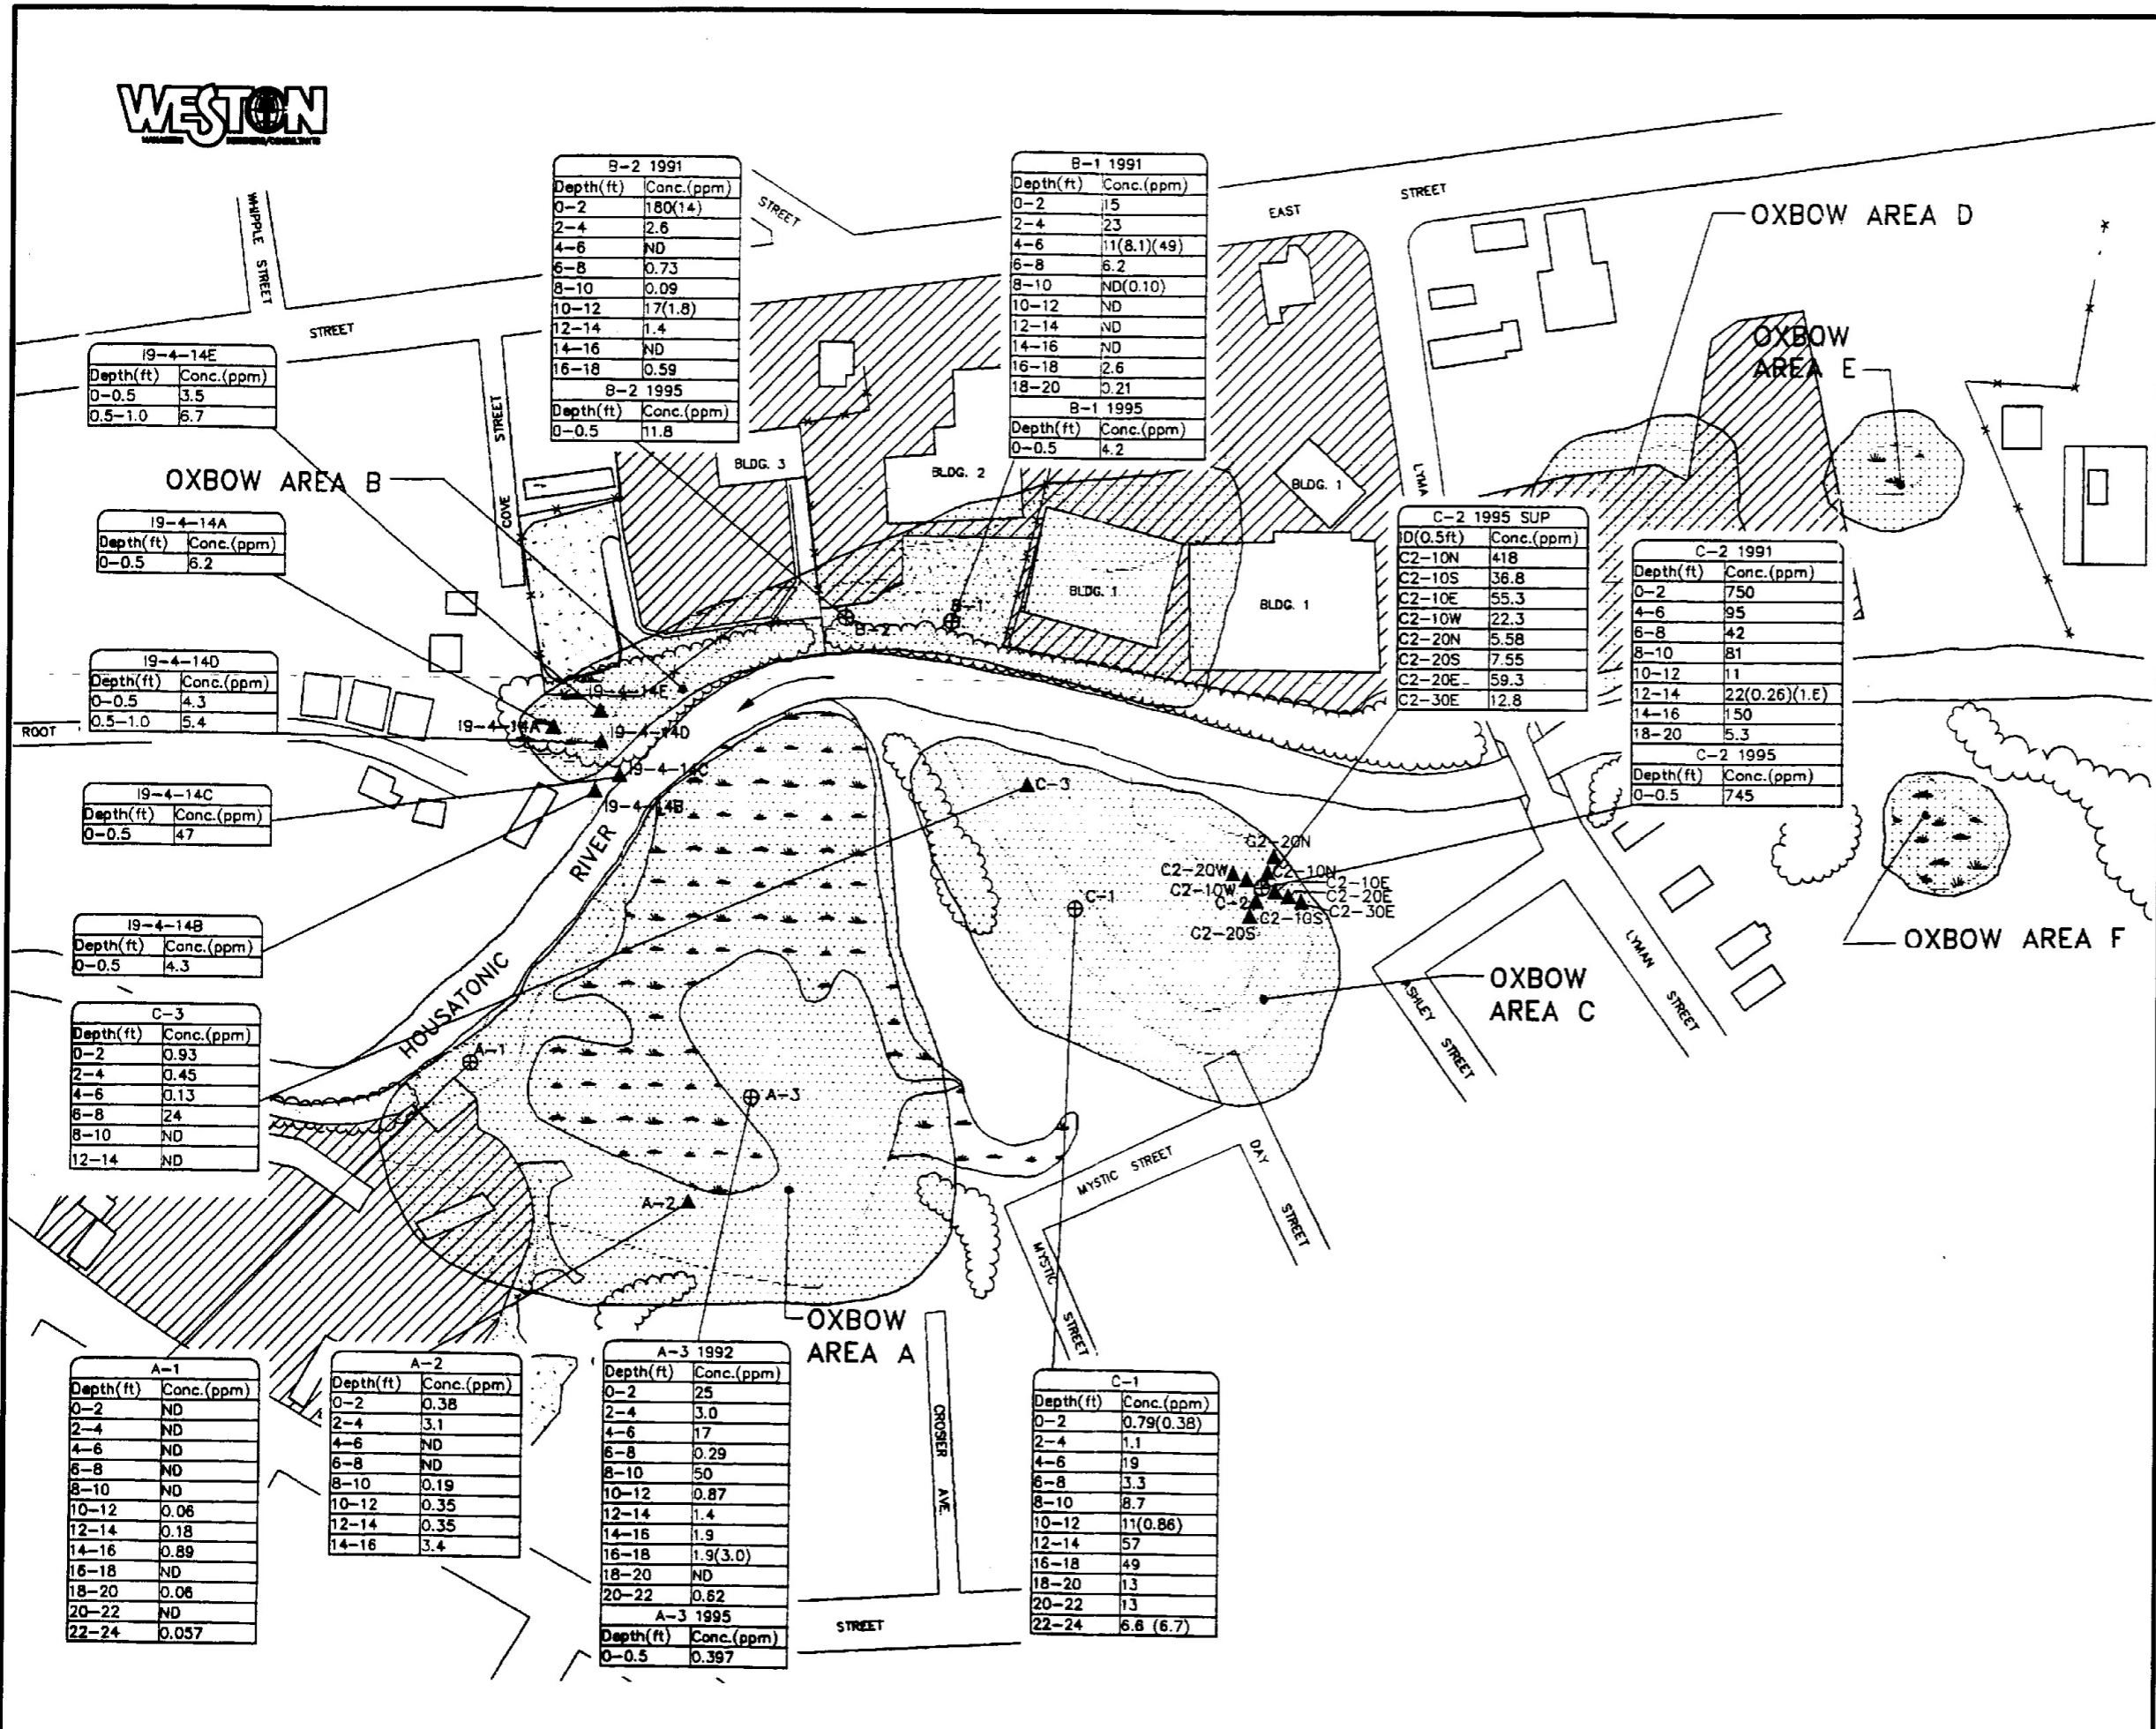 WESTON
WHIPPLE STREET
STREET
STREET
EAST
STREET
B-2 1991
Depth(ft) Conc.(ppm)
0-2 180(14)
2-4 2.6
4-6 ND
6-8 0.73
8-10 0.09
10-12 17(1.8)
12-14 1.4
14-16 ND
16-18 0.59
B-2 1995
Depth(ft) Conc.(ppm)
0-0.5 11.8
B-1 1991
Depth(ft) Conc.(ppm)
0-2 15
2-4 23
4-6 11(8.1)(49)
6-8 6.2
8-10 ND(0.10)
10-12 ND
12-14 ND
14-16 ND
16-18 2.6
18-20 0.21
B-1 1995
Depth(ft) Conc.(ppm)
0-0.5 4.2
OXBOW AREA D
OXBOW
AREA E
I9-4-14E
Depth(ft) Conc.(ppm)
0-0.5 3.5
0.5-1.0 6.7
OXBOW AREA B
COVE STREET
BLDG. 3
BLDG. 2
BLDG. 1
BLDG. 1
BLDG. 1
LYMA
I9-4-14A
Depth(ft) Conc.(ppm)
0-0.5 6.2
C-2 1995 SUP
ID(0.5ft) Conc.(ppm)
C2-10N 418
C2-10S 36.8
C2-10E 55.3
C2-10W 22.3
C2-20N 5.58
C2-20S 7.55
C2-20E 59.3
C2-30E 12.8
C-2 1991
Depth(ft) Conc.(ppm)
0-2 750
4-6 95
6-8 42
8-10 81
10-12 11
12-14 22(0.26)
14-16 150
18-20 5.3
C-2 1995
Depth(ft) Conc.(ppm)
0-0.5 745
B-2
B-1
I9-4-14D
Depth(ft) Conc.(ppm)
0-0.5 4.3
0.5-1.0 5.4
ROOT
I9-4-14E
I9-4-14A
I9-4-14D
I9-4-14C
I9-4-14B
I9-4-14C
Depth(ft) Conc.(ppm)
0-0.5 47
HOUSATONIC RIVER
C-3
C2-20N
C2-20W
C2-10N
C2-10W
C2-10E
C2-20E
C-2
C2-30E
C2-10S
C2-20S
C-1
I9-4-14B
Depth(ft) Conc.(ppm)
0-0.5 4.3
OXBOW AREA F
OXBOW
AREA C
LYMAN STREET
ASHLEY STREET
C-3
Depth(ft) Conc.(ppm)
0-2 0.93
2-4 0.45
4-6 0.13
6-8 24
8-10 ND
12-14 ND
A-1
A-3
A-2
MYSTIC STREET
DAY STREET
MYSTIC STREET
OXBOW
AREA A
CROSIER AVE.
STREET
A-1
Depth(ft) Conc.(ppm)
0-2 ND
2-4 ND
4-6 ND
6-8 ND
8-10 ND
10-12 0.06
12-14 0.18
14-16 0.89
16-18 ND
18-20 0.06
20-22 ND
22-24 0.057
A-2
Depth(ft) Conc.(ppm)
0-2 0.38
2-4 3.1
4-6 ND
6-8 ND
8-10 0.19
10-12 0.35
12-14 0.35
14-16 3.4
A-3 1992
Depth(ft) Conc.(ppm)
0-2 25
2-4 3.0
4-6 17
6-8 0.29
8-10 50
10-12 0.87
12-14 1.4
14-16 1.9
16-18 1.9(3.0)
18-20 ND
20-22 0.62
A-3 1995
Depth(ft) Conc.(ppm)
0-0.5 0.397
C-1
Depth(ft) Conc.(ppm)
0-2 0.79(0.38)
2-4 1.1
4-6 19
6-8 3.3
8-10 8.7
10-12 11(0.86)
12-14 57
16-18 49
18-20 13
20-22 13
22-24 6.6 (6.7)